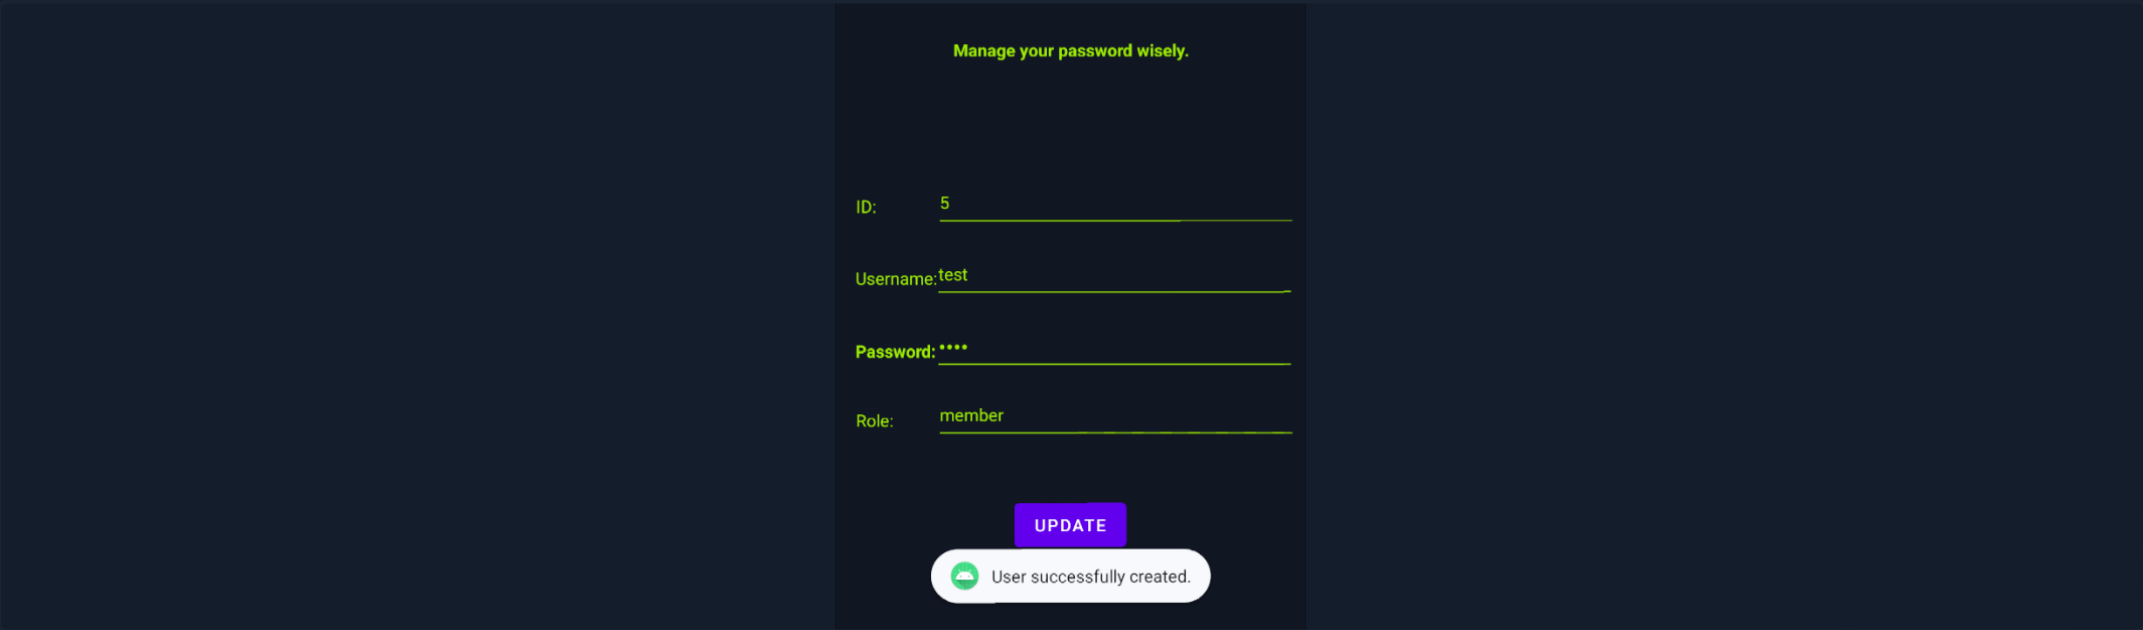 Manage your password wisely.
ID: 5
Username: test
Password: ••••
Role: member
UPDATE
User successfully created.